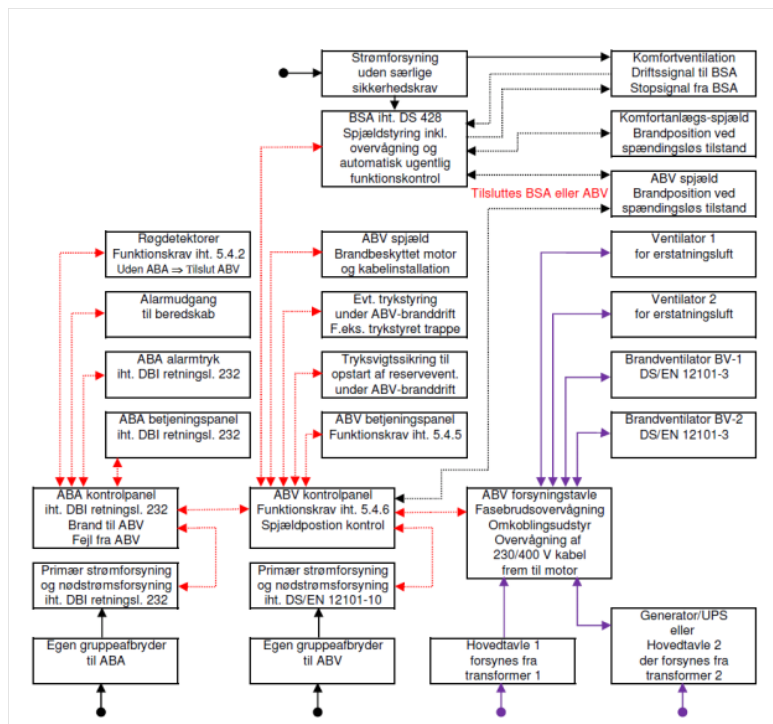 Strømforsyning
uden særlige
sikkerhedskrav
Komfortventilation
Driftssignal til BSA
Stopsignal fra BSA
BSA iht. DS 428
Spjældstyring inkl.
overvågning og
automatisk ugentlig
funktionskontrol
Komfortanlægs-spjæld
Brandposition ved
spændingsløs tilstand
Tilsluttes BSA eller ABV
ABV spjæld
Brandposition ved
spændingsløs tilstand
Røgdetektorer
Funktionskrav iht. 5.4.2
Uden ABA ⇒ Tilslut ABV
ABV spjæld
Brandbeskyttet motor
og kabelinstallation
Ventilator 1
for erstatningsluft
Alarmudgang
til beredskab
Evt. trykstyring
under ABV-branddrift
F.eks. trykstyret trappe
Ventilator 2
for erstatningsluft
ABA alarmtryk
iht. DBI retningsl. 232
Tryksvigtssikring til
opstart af reservevent.
under ABV-branddrift
Brandventilator BV-1
DS/EN 12101-3
ABA betjeningspanel
iht. DBI retningsl. 232
ABV betjeningspanel
Funktionskrav iht. 5.4.5
Brandventilator BV-2
DS/EN 12101-3
ABA kontrolpanel
iht. DBI retningsl. 232
Brand til ABV
Fejl fra ABV
ABV kontrolpanel
Funktionskrav iht. 5.4.6
Spjældpostion kontrol
ABV forsyningstavle
Fasebrudsovervågning
Omkoblingsudstyr
Overvågning af
230/400 V kabel
frem til motor
Primær strømforsyning
og nødstrømsforsyning
iht. DBI retningsl. 232
Primær strømforsyning
og nødstrømsforsyning
iht. DS/EN 12101-10
Egen gruppeafbryder
til ABA
Egen gruppeafbryder
til ABV
Hovedtavle 1
forsynes fra
transformer 1
Generator/UPS
eller
Hovedtavle 2
der forsynes fra
transformer 2